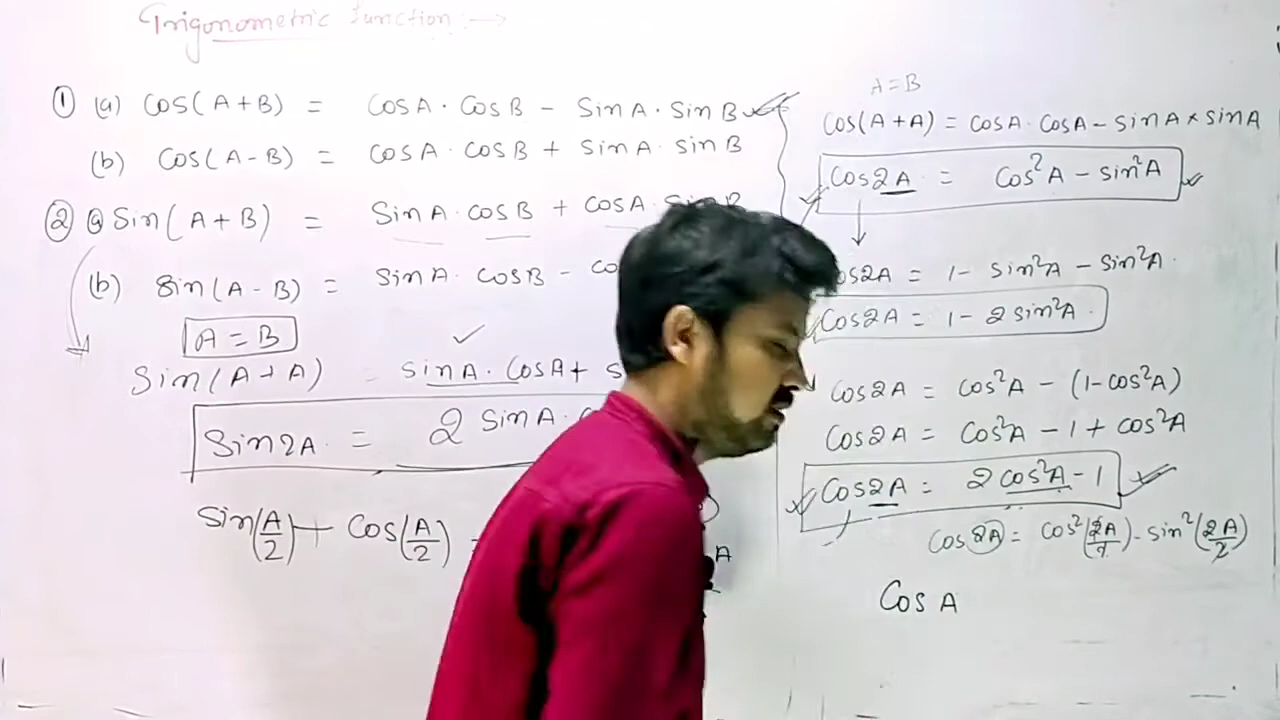 Trigonometric function :→
① (a) COS(A+B) = COSA · COSB − SinA · SinB
(b) COS(A−B) = COSA · COSB + SinA · SinB
② @ Sin(A+B) = SinA · COSB + COSA · SinB
(b) Sin(A−B) = SinA · COSB −
A = B
Sin(A+A) = SinA · COSA +
Sin2A = 2 SinA ·
Sin(A/2) + COS(A/2)
A
A=B
COS(A+A) = COSA · COSA − SinA × SinA
COS2A = COS²A − Sin²A
COS2A = 1 − Sin²A − Sin²A
COS2A = 1 − 2 Sin²A
COS2A = COS²A − (1−COS²A)
COS2A = COS²A − 1 + COS²A
COS2A = 2 COS²A − 1
COS 2A = COS²(2A/2) − Sin²(2A/2)
COS A